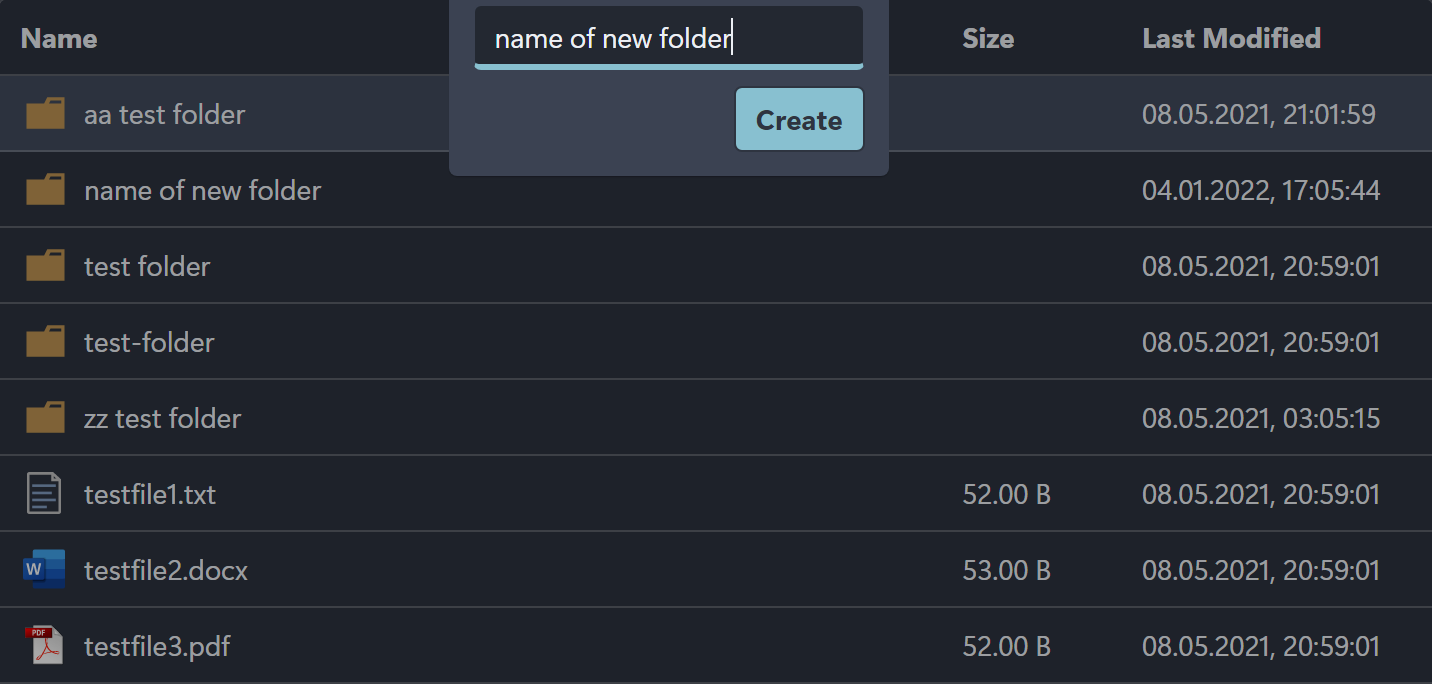 Name name of new folder Size Last Modified
Create
aa test folder 08.05.2021, 21:01:59
name of new folder 04.01.2022, 17:05:44
test folder 08.05.2021, 20:59:01
test-folder 08.05.2021, 20:59:01
zz test folder 08.05.2021, 03:05:15
testfile1.txt 52.00 B 08.05.2021, 20:59:01
W testfile2.docx 53.00 B 08.05.2021, 20:59:01
PDF testfile3.pdf 52.00 B 08.05.2021, 20:59:01